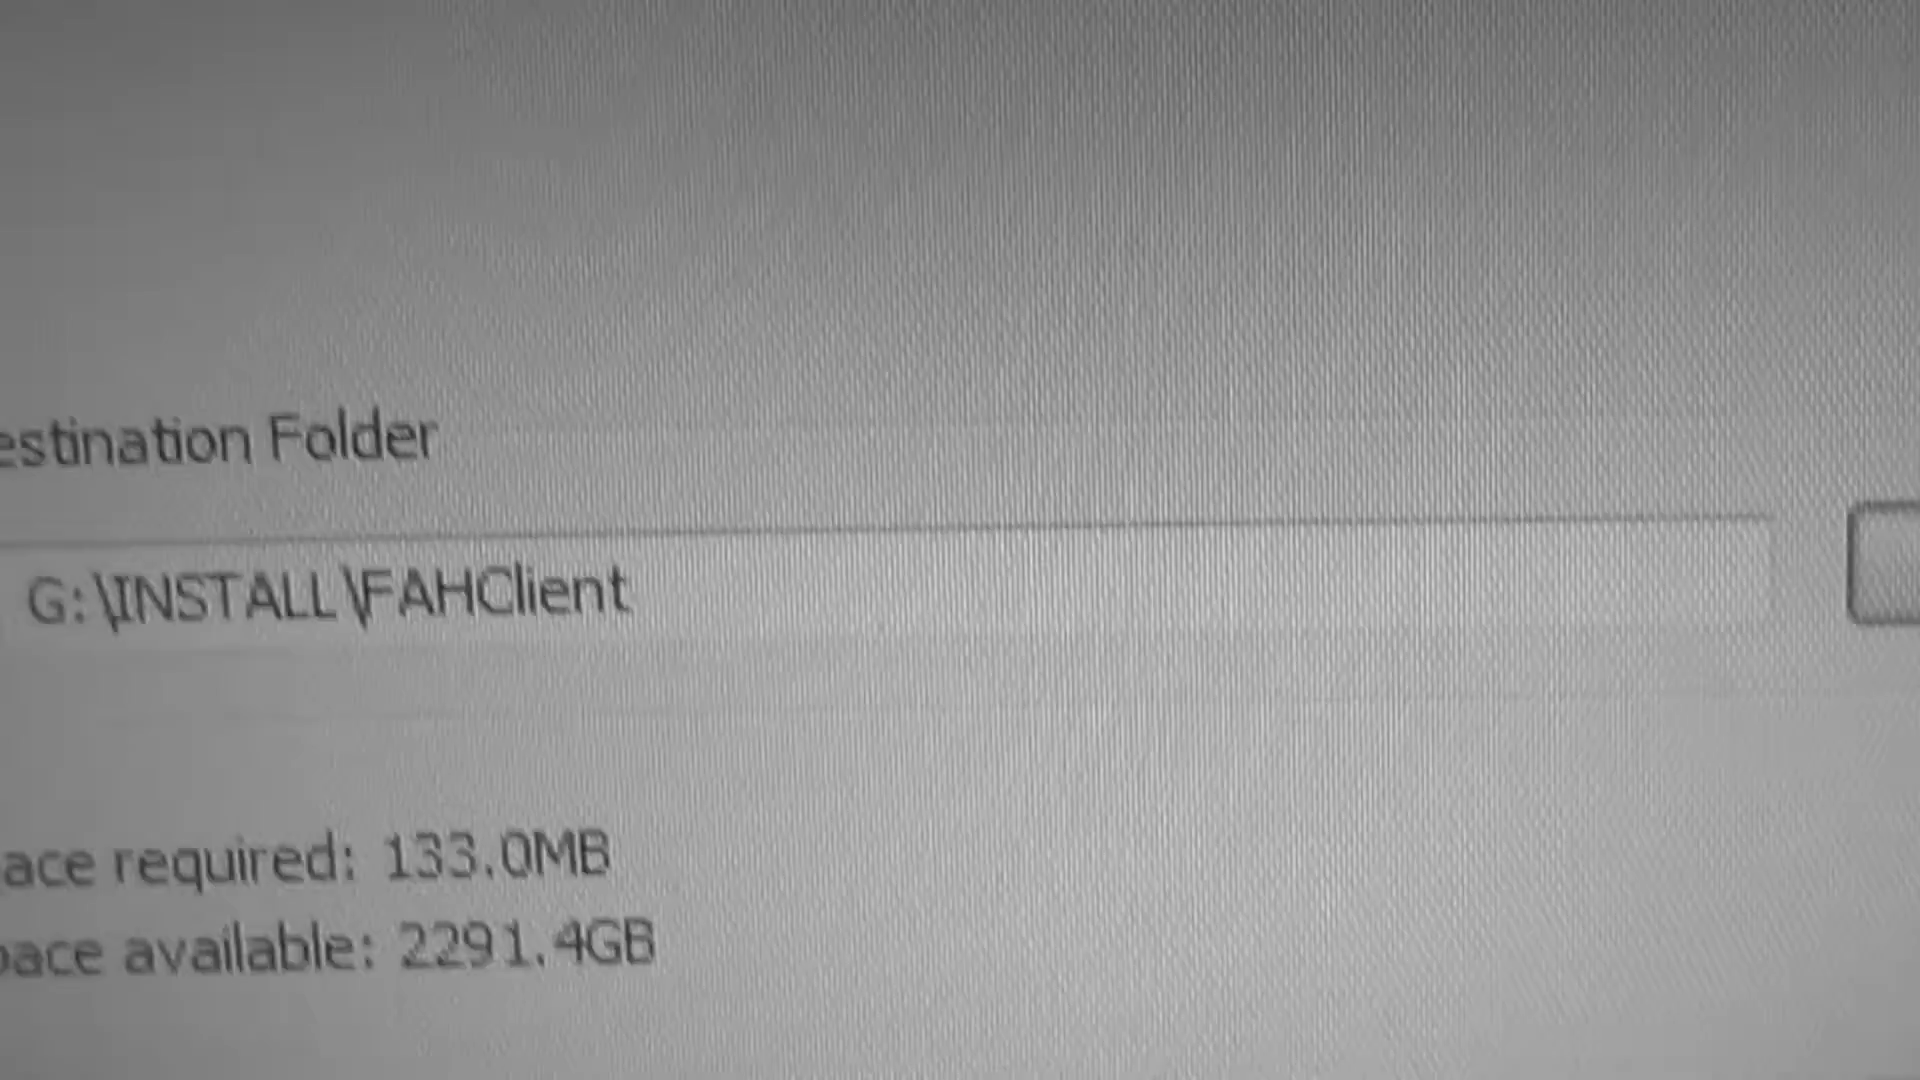 estination Folder
G:\INSTALL\FAHClient
ace required: 133.0MB
pace available: 2291.4GB